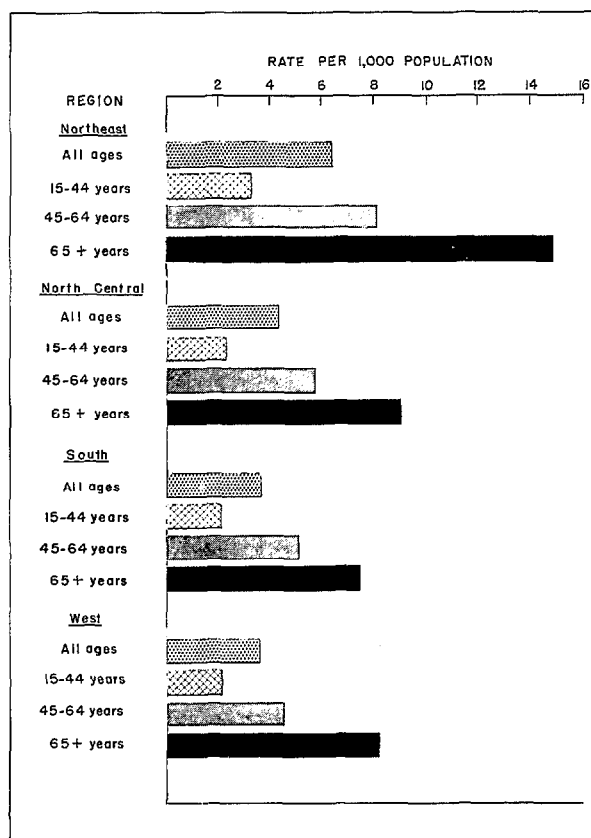 RATE PER 1,000 POPULATION
2 4 6 8 10 12 14 16
REGION
Northeast
All ages
15-44 years
45-64 years
65 + years
North Central
All ages
15-44 years
45-64 years
65 + years
South
All ages
15-44 years
45-64 years
65+ years
West
All ages
15-44 years
45-64 years
65+ years